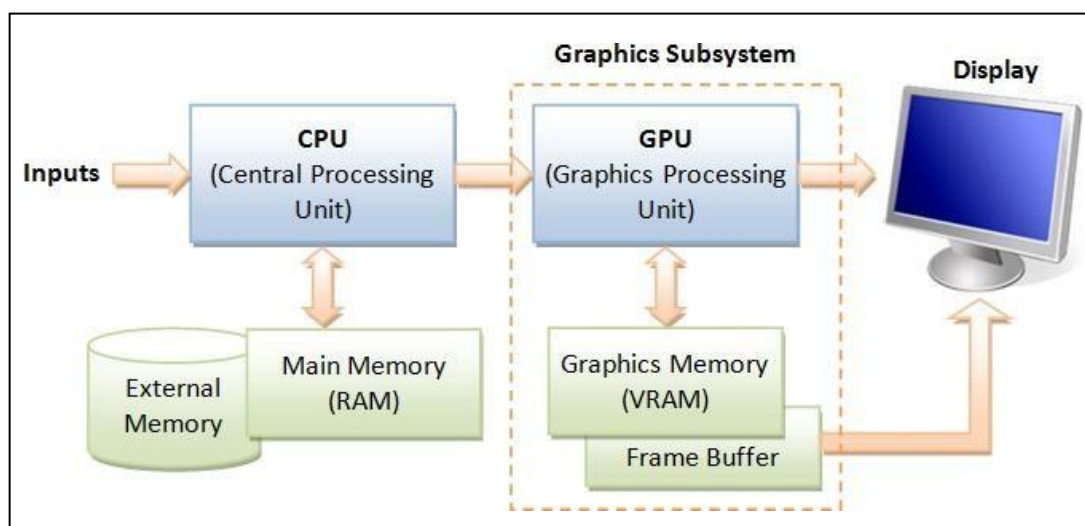 Graphics Subsystem
Display
Inputs
CPU
(Central Processing
Unit)
GPU
(Graphics Processing
Unit)
External
Memory
Main Memory
(RAM)
Graphics Memory
(VRAM)
Frame Buffer